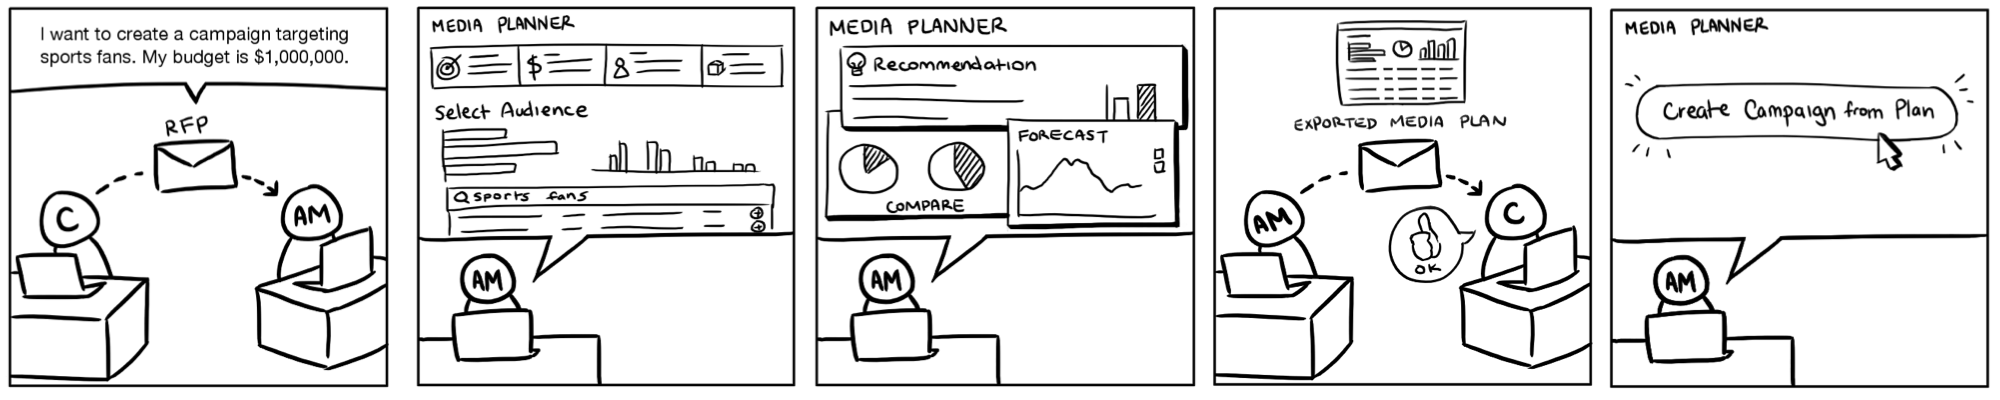 I want to create a campaign targeting
sports fans. My budget is $1,000,000.
RFP
C
AM
MEDIA PLANNER
$
Select Audience
sports fans
AM
MEDIA PLANNER
Recommendation
FORECAST
COMPARE
AM
EXPORTED MEDIA PLAN
AM
C
OK
MEDIA PLANNER
Create Campaign from Plan
AM